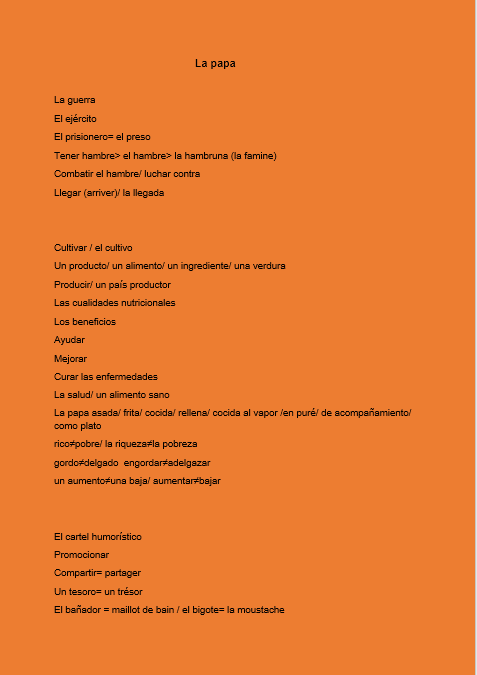 La papa
La guerra
El ejército
El prisionero= el preso
Tener hambre> el hambre> la hambruna (la famine)
Combatir el hambre/ luchar contra
Llegar (arriver)/ la llegada
Cultivar / el cultivo
Un producto/ un alimento/ un ingrediente/ una verdura
Producir/ un país productor
Las cualidades nutricionales
Los beneficios
Ayudar
Mejorar
Curar las enfermedades
La salud/ un alimento sano
La papa asada/ frita/ cocida/ rellena/ cocida al vapor /en puré/ de acompañamiento/
como plato
rico≠pobre/ la riqueza≠la pobreza
gordo≠delgado  engordar≠adelgazar
un aumento≠una baja/ aumentar≠bajar
El cartel humorístico
Promocionar
Compartir= partager
Un tesoro= un trésor
El bañador = maillot de bain / el bigote= la moustache